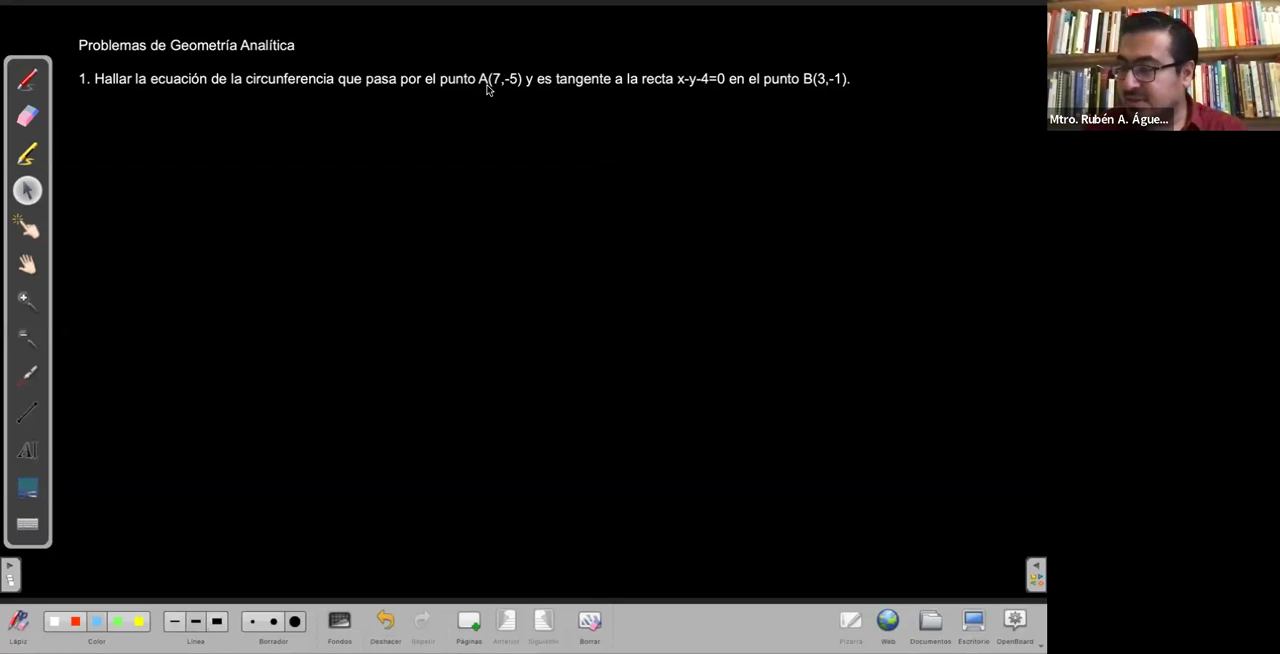 Problemas de Geometría Analítica
1. Hallar la ecuación de la circunferencia que pasa por el punto A(7,-5) y es tangente a la recta x-y-4=0 en el punto B(3,-1).
Mtro. Rubén A. Águe...
AI
Lápiz
Color
Línea
Borrador
Fondos
Deshacer
Repetir
Páginas
Anterior
Siguiente
Borrar
Pizarra
Web
Documentos
Escritorio
OpenBoard